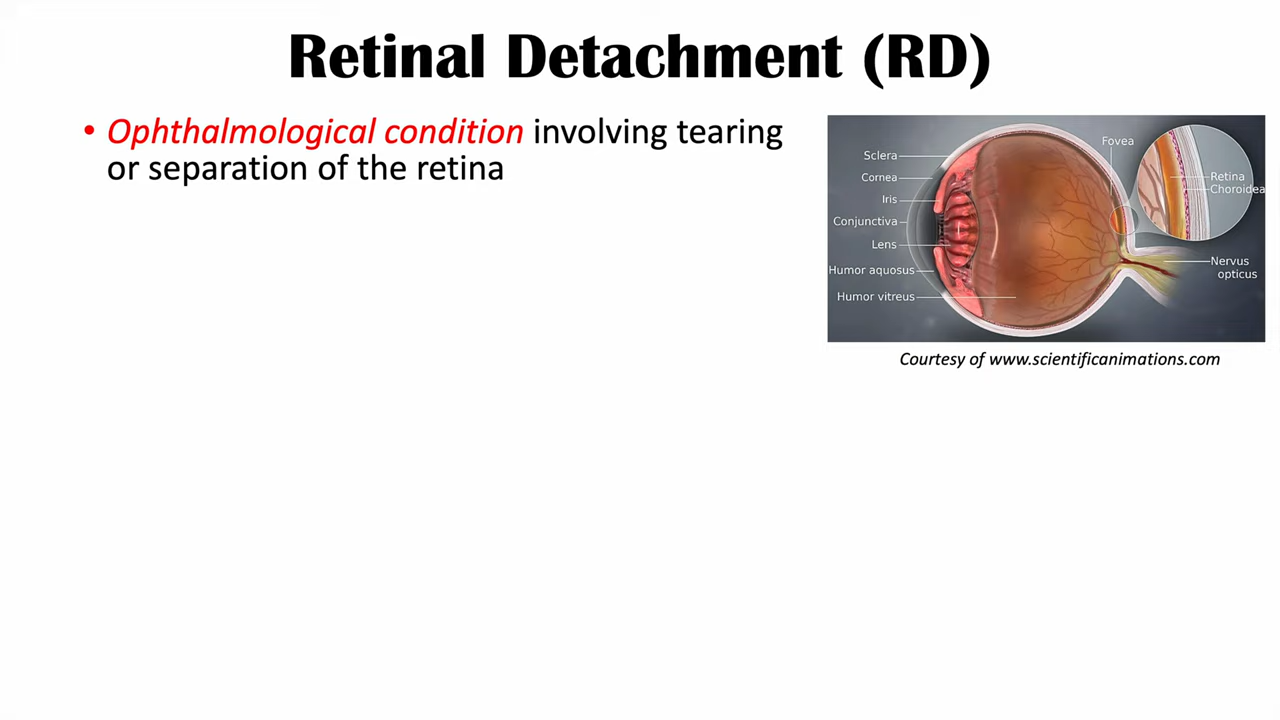 Retinal Detachment (RD)
• Ophthalmological condition involving tearing
or separation of the retina
Sclera
Cornea
Iris
Conjunctiva
Lens
Humor aquosus
Humor vitreus
Fovea
Retina
Choroidea
Nervus
opticus
Courtesy of www.scientificanimations.com